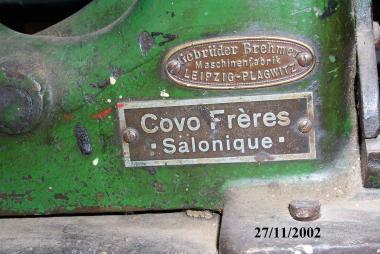 Gebrüder Brehmer
Maschinenfabrik
LEIPZIG-PLAGWITZ
Covo Frères
· Salonique ·
27/11/2002